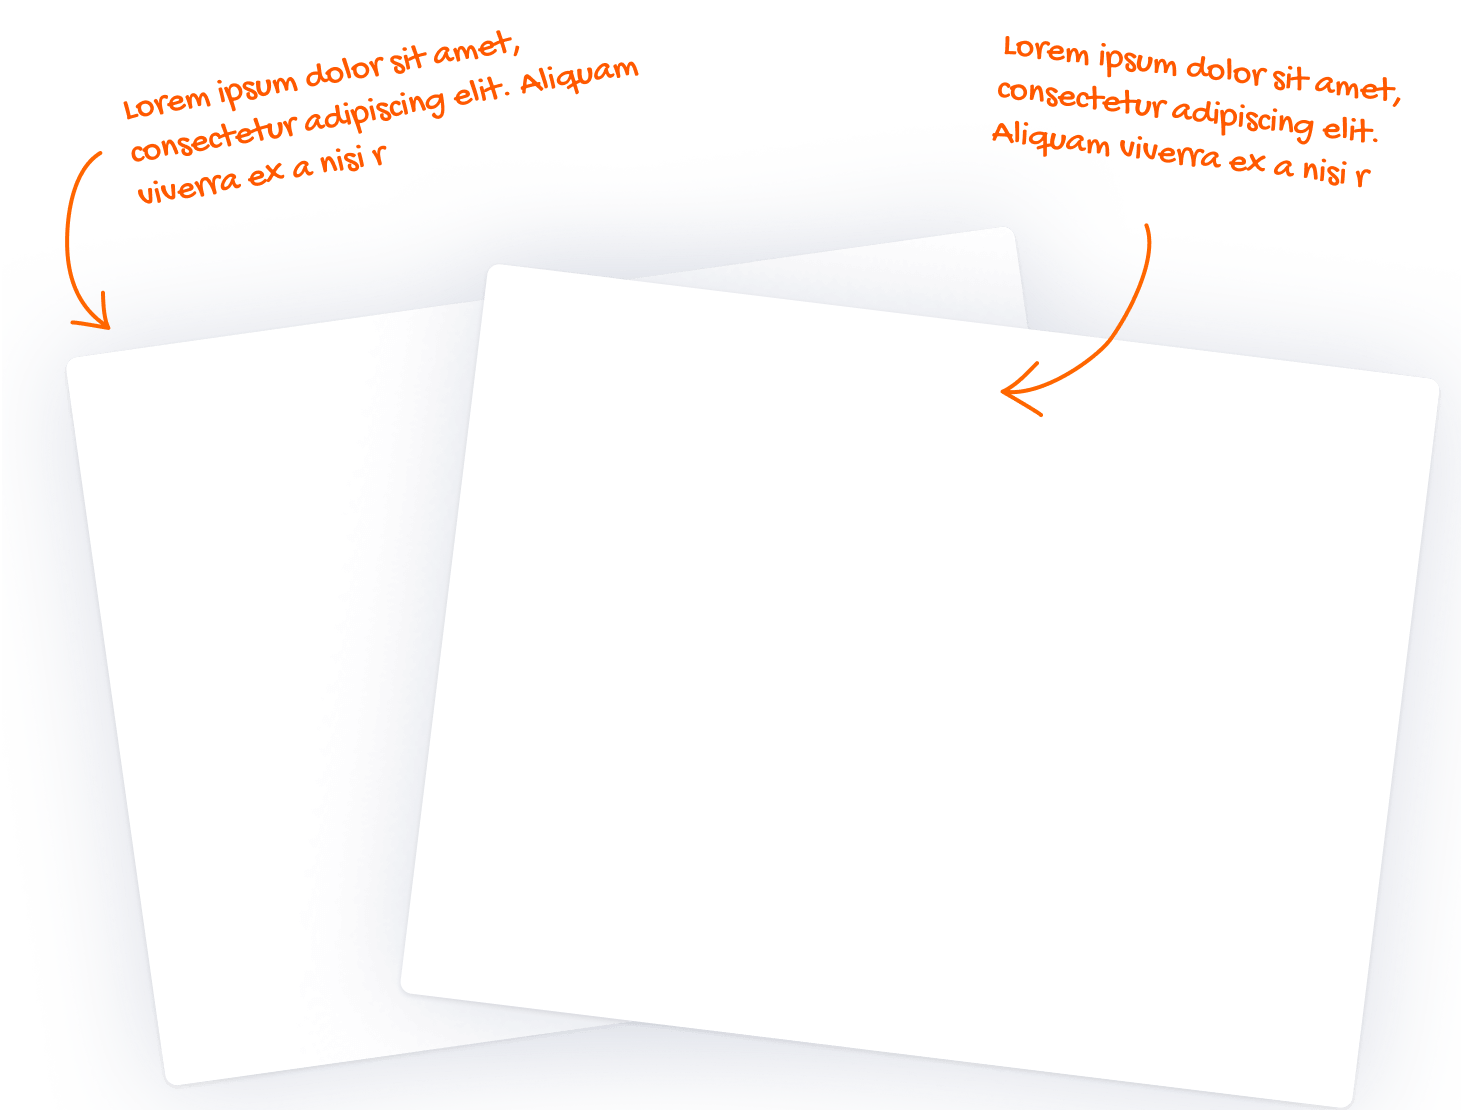 Lorem ipsum dolor sit amet,
consectetur adipiscing elit. Aliquam
viverra ex a nisi r
Lorem ipsum dolor sit amet,
consectetur adipiscing elit.
Aliquam viverra ex a nisi r